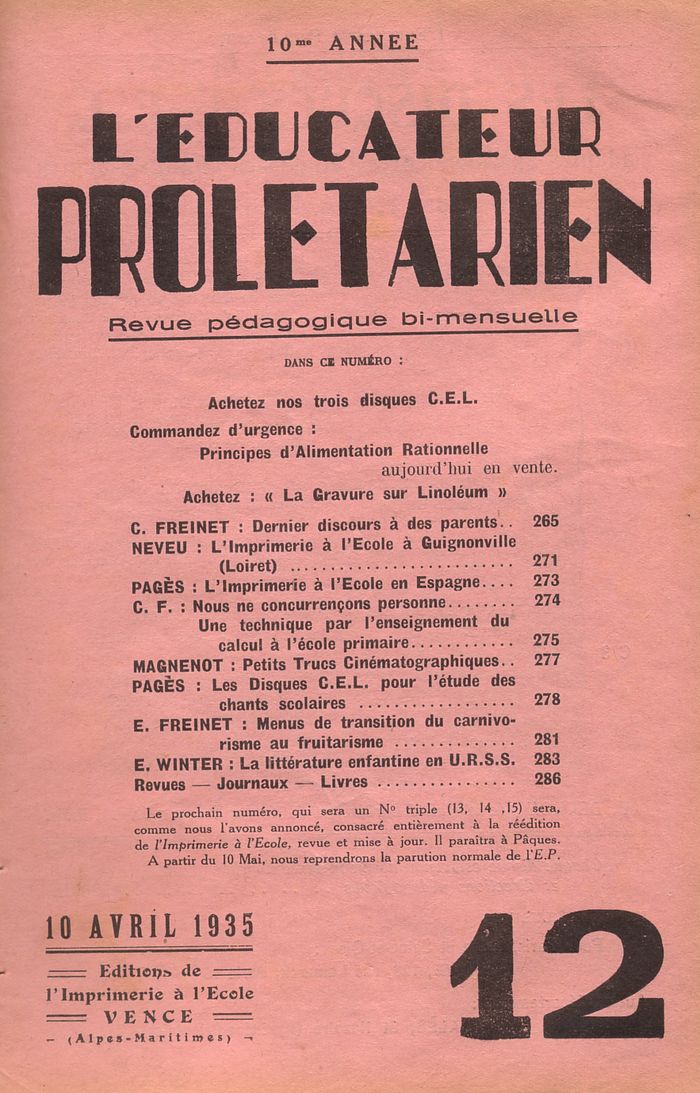 10me ANNEE
L'EDUCATEUR
PROLETARIEN
Revue pédagogique bi-mensuelle
DANS CE NUMÉRO :
Achetez nos trois disques C.E.L.
Commandez d'urgence :
Principes d'Alimentation Rationnelle
aujourd'hui en vente.
Achetez : « La Gravure sur Linoléum »
C. FREINET : Dernier discours à des parents.. 265
NEVEU : L'Imprimerie à l'Ecole à Guignonville
(Loiret) .......................... 271
PAGÈS : L'Imprimerie à l'Ecole en Espagne.... 273
C. F. : Nous ne concurrençons personne........ 274
Une technique par l'enseignement du
calcul à l'école primaire............ 275
MAGNENOT : Petits Trucs Cinématographiques.. 277
PAGÈS : Les Disques C.E.L. pour l'étude des
chants scolaires .................. 278
E. FREINET : Menus de transition du carnivo-
risme au fruitarisme .............. 281
E. WINTER : La littérature enfantine en U.R.S.S. 283
Revues — Journaux — Livres ................ 286
Le prochain numéro, qui sera un N° triple (13, 14 ,15) sera,
comme nous l'avons annoncé, consacré entièrement à la réédition
de l'Imprimerie à l'Ecole, revue et mise à jour. Il paraîtra à Pâques.
A partir du 10 Mai, nous reprendrons la parution normale de l'E.P.
10 AVRIL 1935
Editions de
l'Imprimerie à l'Ecole
VENCE
- (Alpes-Maritimes) -
12